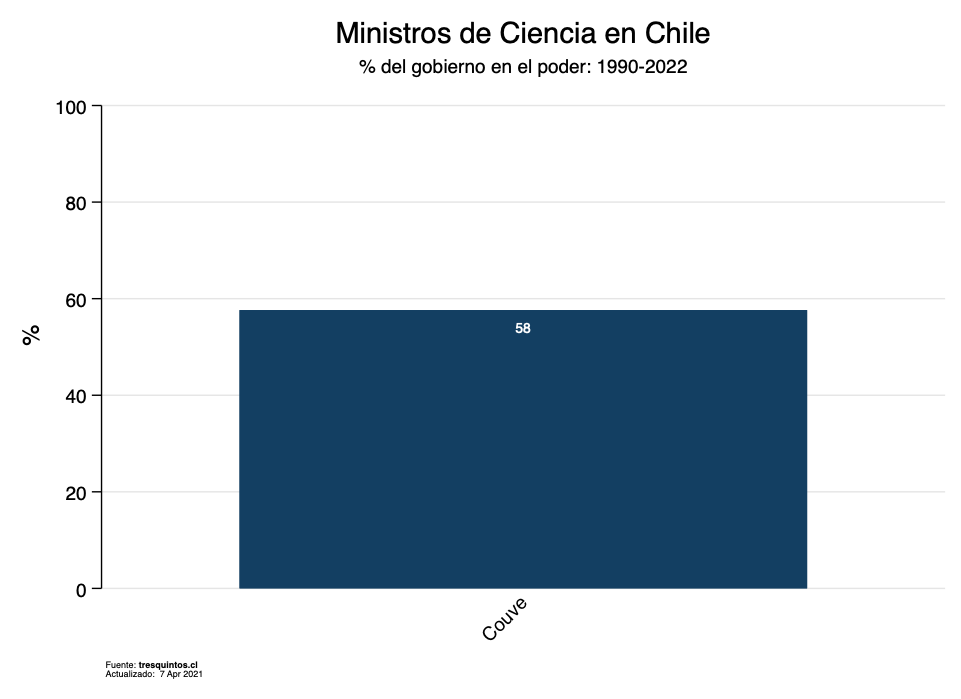 Ministros de Ciencia en Chile
% del gobierno en el poder: 1990-2022
100
80
60
40
20
0
%
58
Couve
Fuente: tresquintos.cl
Actualizado: 7 Apr 2021